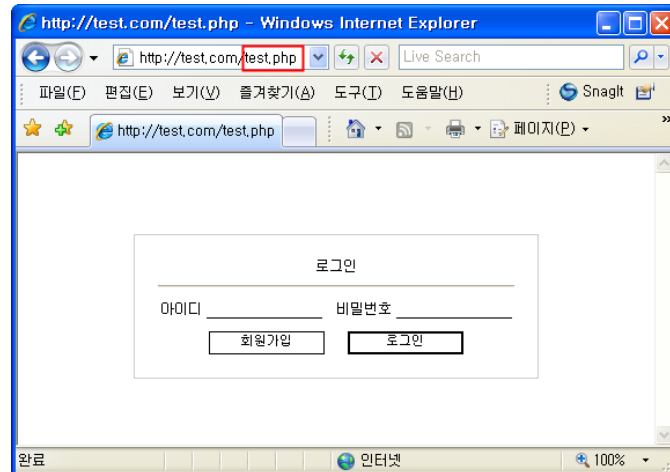 http://test.com/test.php - Windows Internet Explorer
http://test.com/test.php Live Search
파일(F) 편집(E) 보기(V) 즐겨찾기(A) 도구(T) 도움말(H) SnagIt
http://test.com/test.php 페이지(P)
로그인
아이디 비밀번호
회원가입 로그인
완료 인터넷 100%